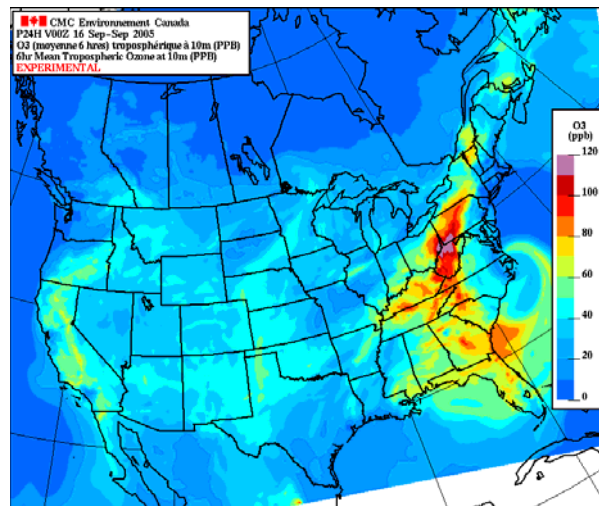 CMC Environnement Canada
P24H V00Z 16 Sep-Sep 2005
O3 (moyenne 6 hres) troposphérique à 10m (PPB)
6hr Mean Tropospheric Ozone at 10m (PPB)
EXPERIMENTAL
O3
(ppb)
120
100
80
60
40
20
0